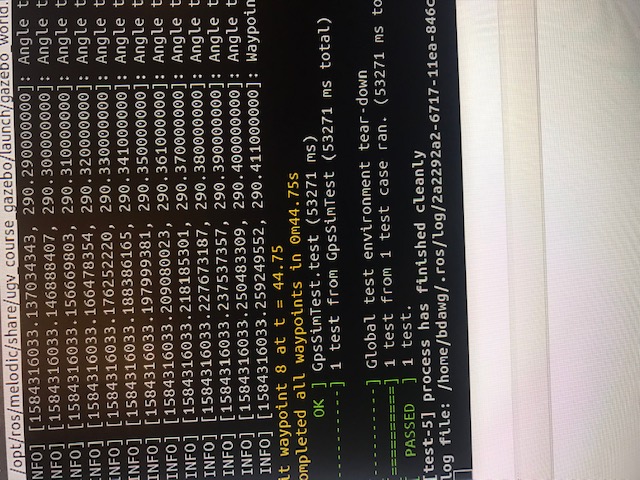 /opt/ros/melodic/share/ugv_course_gazebo/launch/gazebo_world.
NFO] [1584316033.137034343, 290.290000000]: Angle t
INFO] [1584316033.146888407, 290.300000000]: Angle t
INFO] [1584316033.156669803, 290.310000000]: Angle t
INFO] [1584316033.166478354, 290.320000000]: Angle t
INFO] [1584316033.176252220, 290.330000000]: Angle t
INFO] [1584316033.188386165, 290.341000000]: Angle t
INFO] [1584316033.197999381, 290.350000000]: Angle t
INFO] [1584316033.209080023, 290.361000000]: Angle t
INFO] [1584316033.218185301, 290.370000000]: Angle t
INFO] [1584316033.227673187, 290.380000000]: Angle t
INFO] [1584316033.237537357, 290.390000000]: Angle t
INFO] [1584316033.250483309, 290.400000000]: Angle t
INFO] [1584316033.259249552, 290.411000000]: Waypoin
it waypoint 8 at t = 44.75
ompleted all waypoints in 0m44.75s
OK ] GpsSimTest.test (53271 ms)
----------] 1 test from GpsSimTest (53271 ms total)
----------] Global test environment tear-down
[==========] 1 test from 1 test case ran. (53271 ms to
[ PASSED ] 1 test.
[test-5] process has finished cleanly
log file: /home/bdawg/.ros/log/2a2292a2-6717-11ea-846c